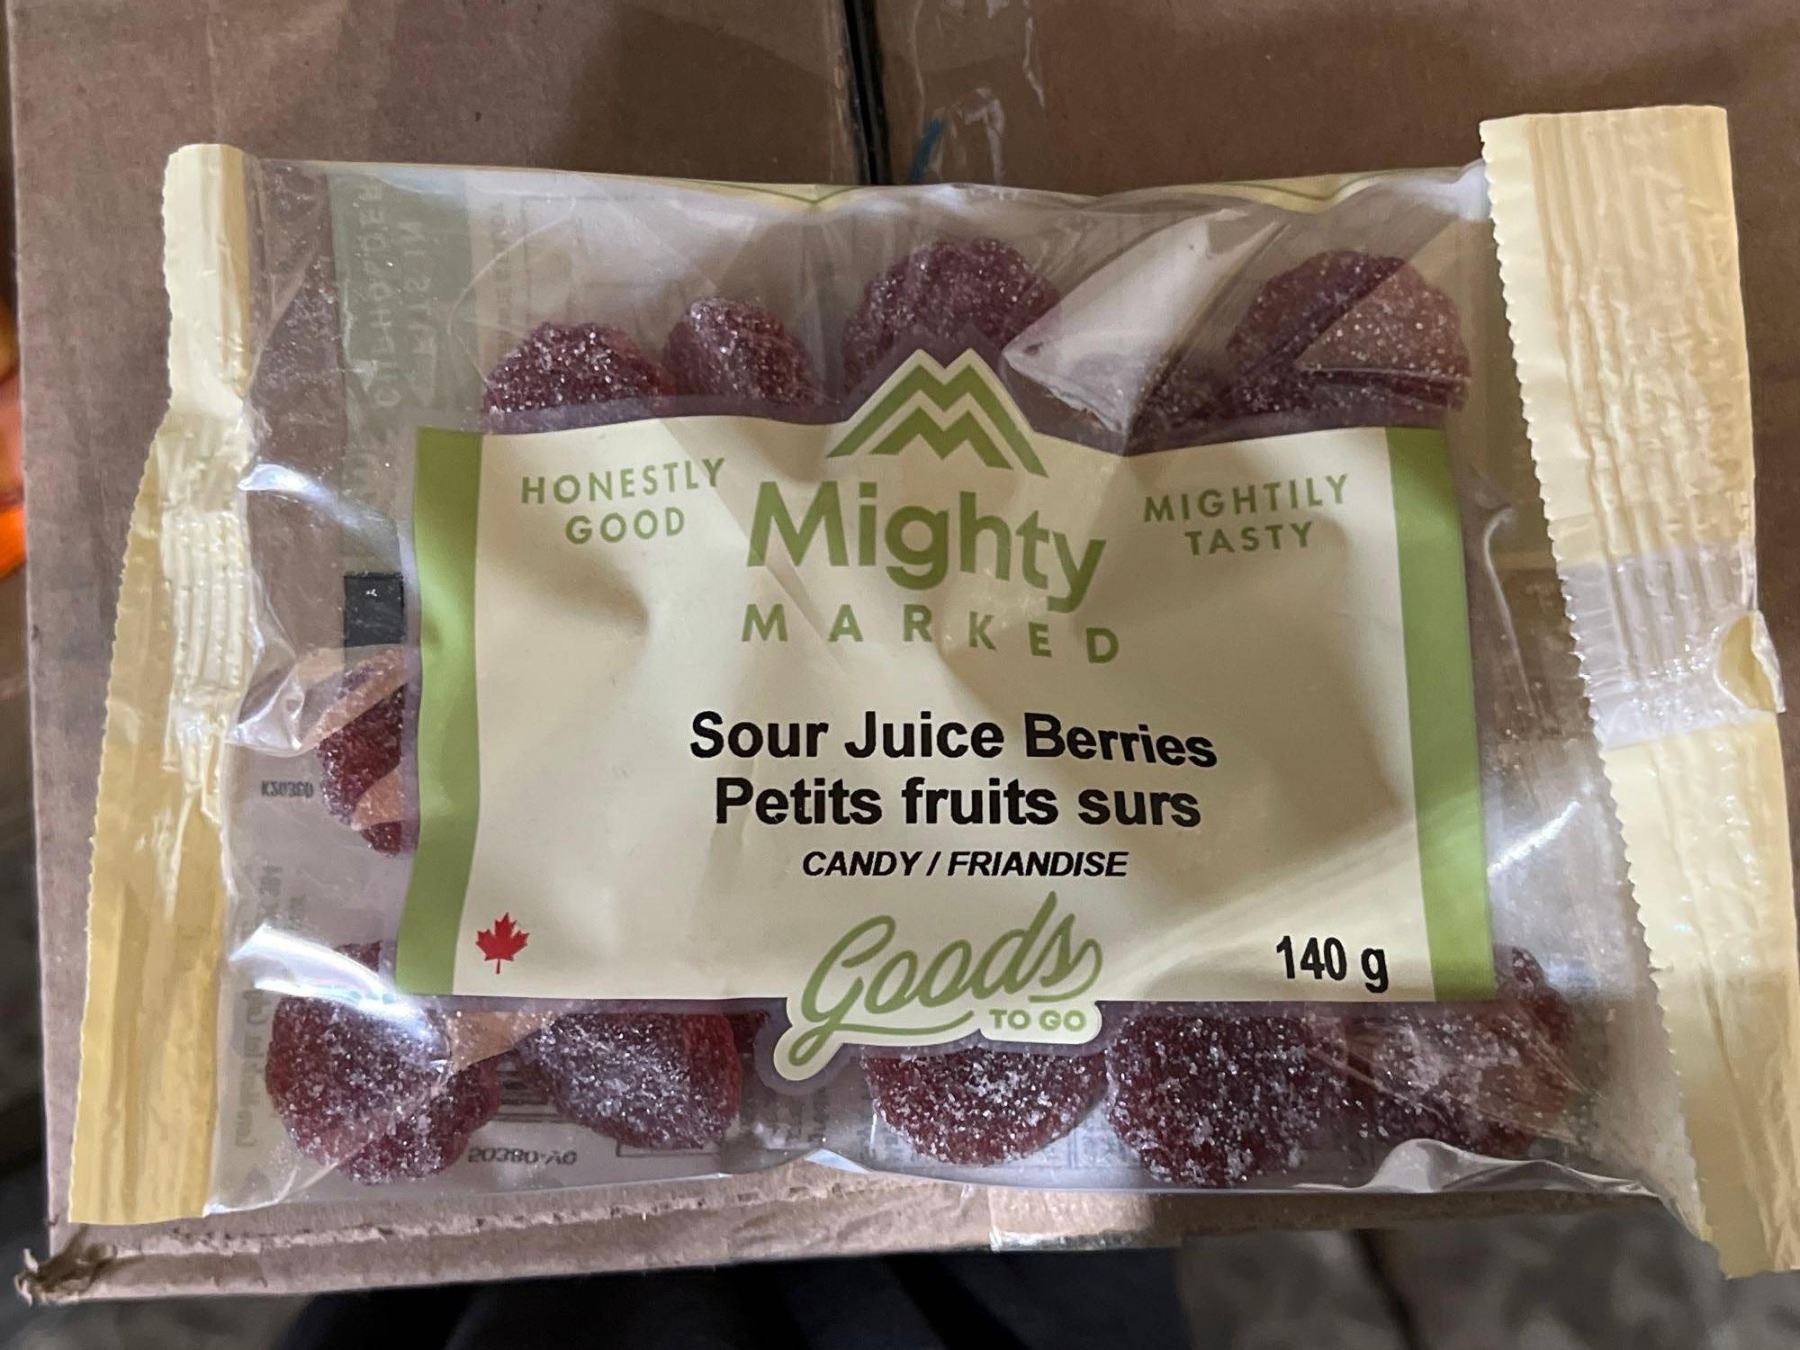 HONESTLY
GOOD
Mighty
MARKED
MIGHTILY
TASTY
Sour Juice Berries
Petits fruits surs
CANDY / FRIANDISE
Goods
TO GO
140 g